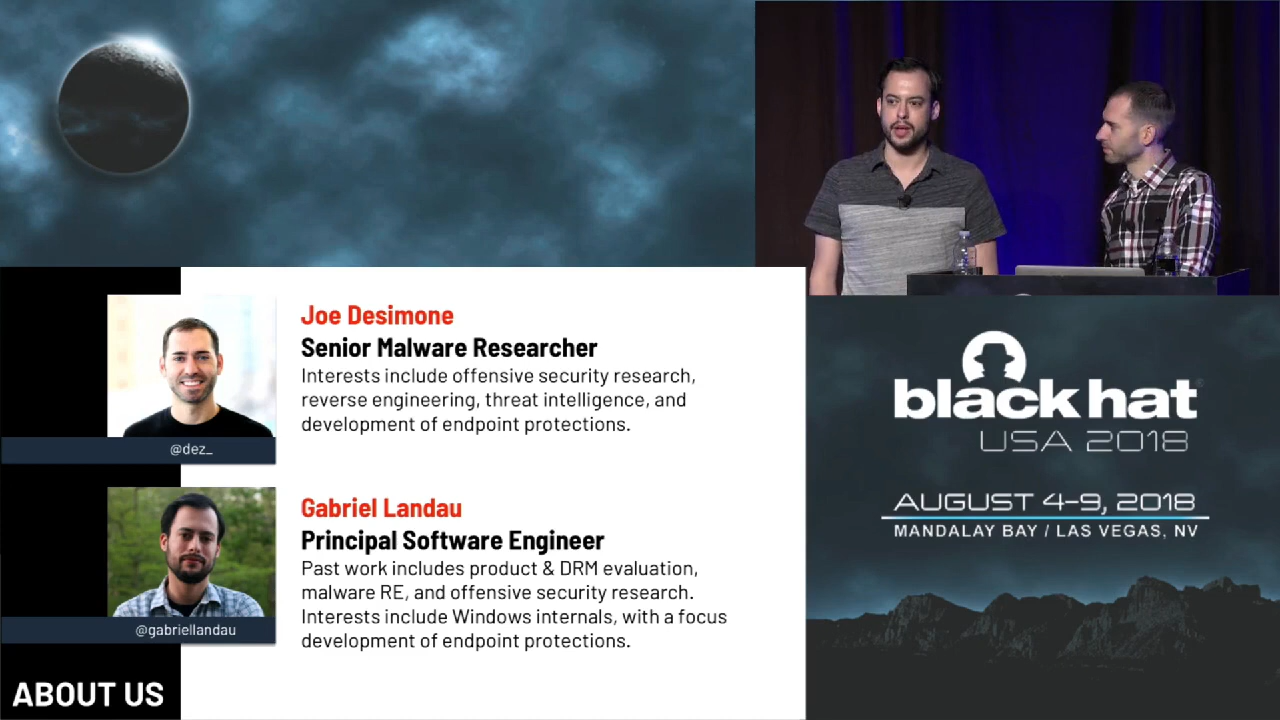 Joe Desimone
Senior Malware Researcher
Interests include offensive security research,
reverse engineering, threat intelligence, and
development of endpoint protections.
@dez_
Gabriel Landau
Principal Software Engineer
Past work includes product & DRM evaluation,
malware RE, and offensive security research.
Interests include Windows internals, with a focus
development of endpoint protections.
@gabriellandau
ABOUT US
black hat
USA 2018
AUGUST 4-9, 2018
MANDALAY BAY / LAS VEGAS, NV